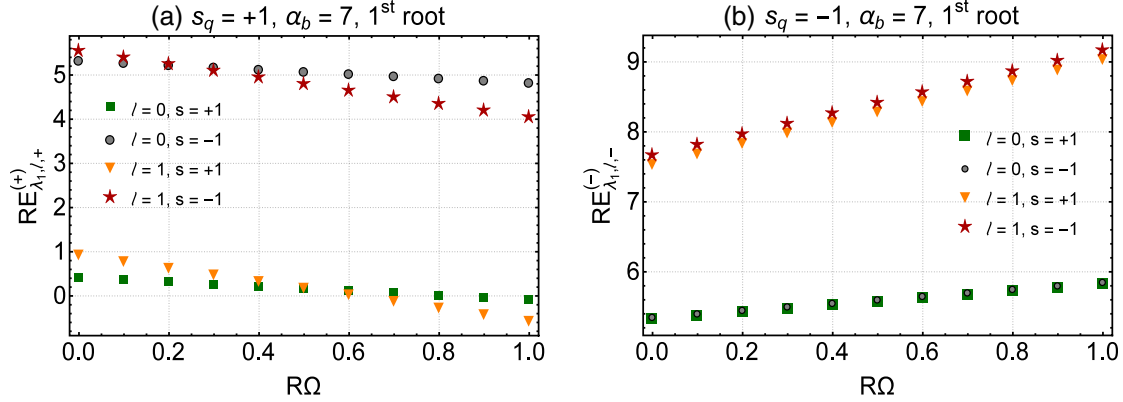 (a) s_q = +1, α_b = 7, 1^st root
RE^(+)_λ₁,ℓ,+
5
4
5
3
2
1
0
ℓ = 0, s = +1
ℓ = 0, s = −1
ℓ = 1, s = +1
ℓ = 1, s = −1
0.0 0.2 0.4 0.6 0.8 1.0
RΩ
(b) s_q = −1, α_b = 7, 1^st root
RE^(−)_λ₁,ℓ,−
9
8
7
6
ℓ = 0, s = +1
ℓ = 0, s = −1
ℓ = 1, s = +1
ℓ = 1, s = −1
0.0 0.2 0.4 0.6 0.8 1.0
RΩ